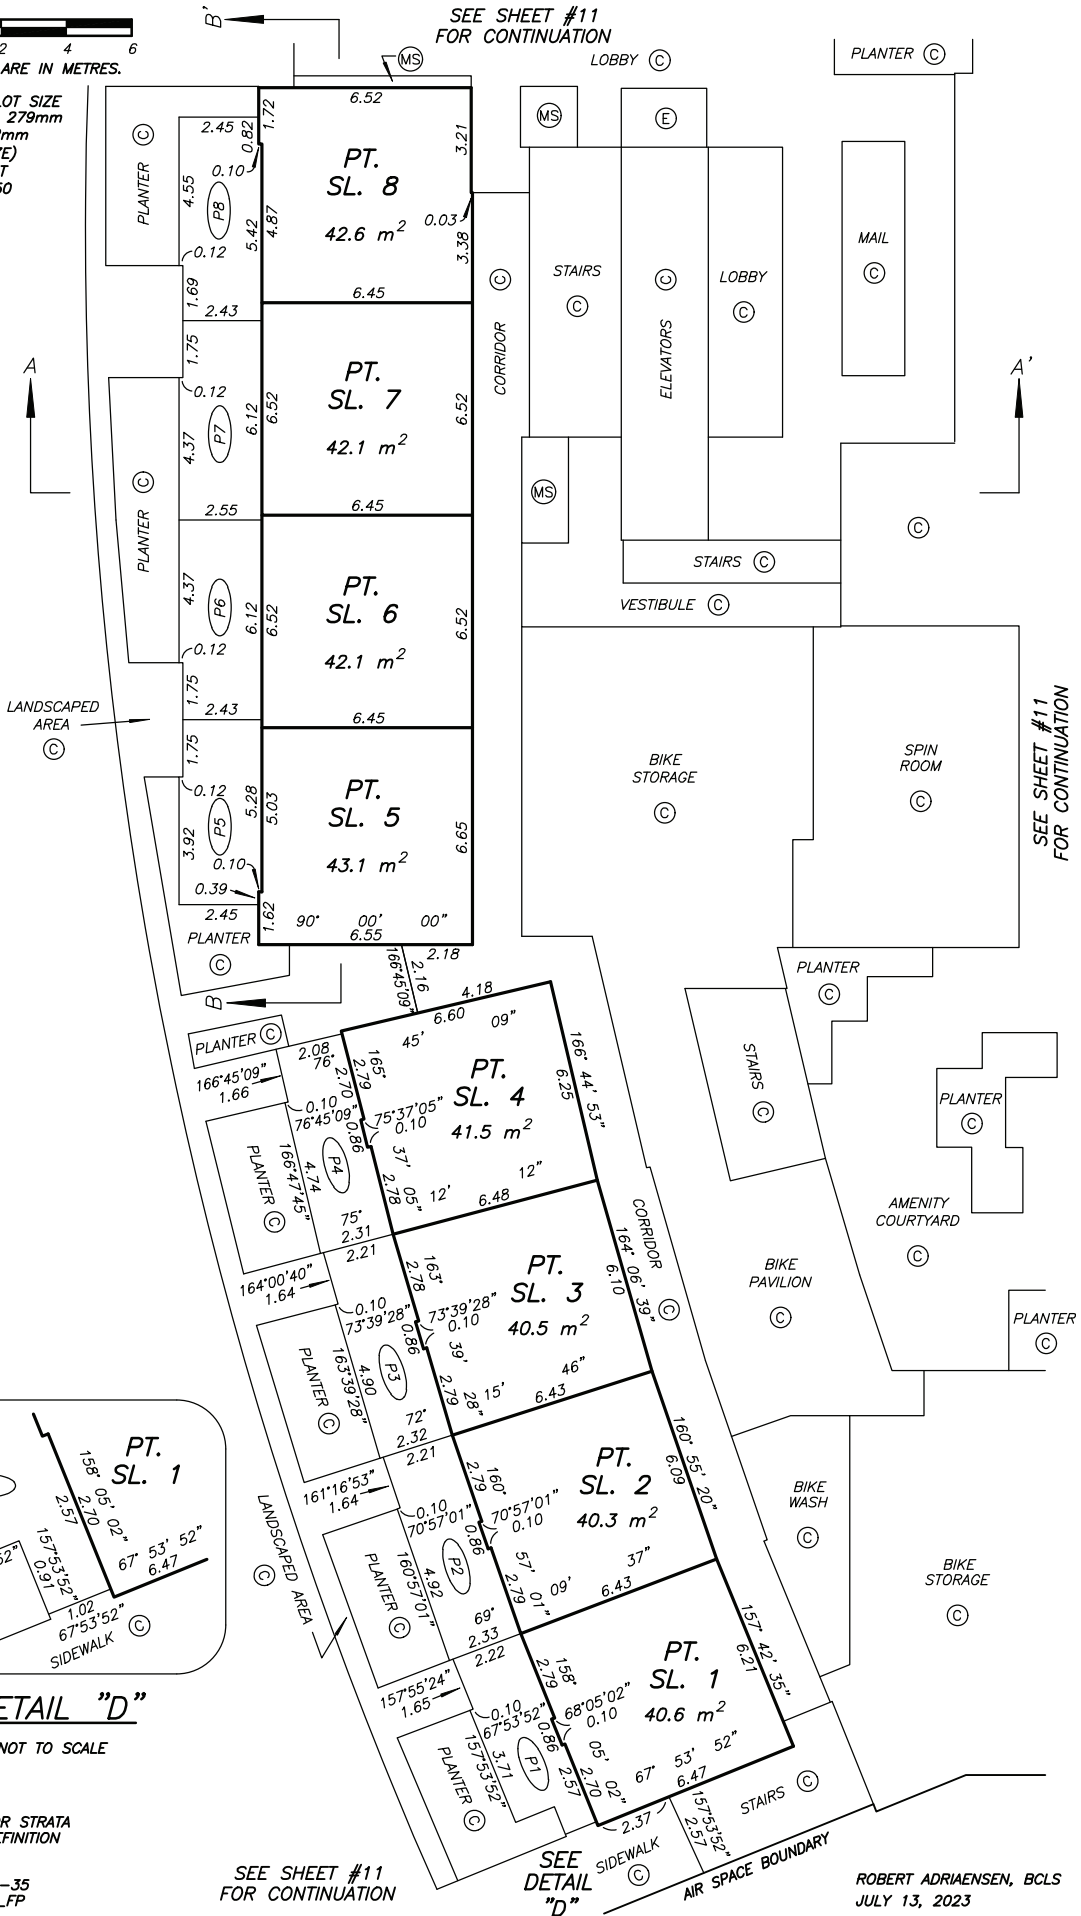 2 4 6
ARE IN METRES.
LOT SIZE
279mm
SEE SHEET #11
FOR CONTINUATION
B'
MS
LOBBY C
PLANTER C
6.52
1.72
3.21
2.45
0.82
0.10
PLANTER C
4.55
P8
5.42
4.87
PT.
SL. 8
42.6 m²
0.03
3.38
0.12
1.69
2.43
6.45
MS
E
STAIRS
C
C
ELEVATORS
LOBBY
C
MAIL
C
C
CORRIDOR
A
A'
1.75
0.12
P7
4.37
6.12
6.52
PT.
SL. 7
42.1 m²
6.52
2.55
6.45
PLANTER C
MS
C
STAIRS C
VESTIBULE C
4.37
P6
6.12
6.52
PT.
SL. 6
42.1 m²
6.52
0.12
1.75
2.43
6.45
LANDSCAPED
AREA
C
1.75
0.12
P5
3.92
5.28
5.03
PT.
SL. 5
43.1 m²
6.65
0.10
0.39
2.45
1.62
90° 00' 00"
6.55
PLANTER
C
2.18
BIKE
STORAGE
C
SPIN
ROOM
C
SEE SHEET #11
FOR CONTINUATION
B
166°45'09"
2.16
PLANTER C
4.18
6.60
45' 09"
2.08
76°
166°45'09"
1.66
165°
2.79
2.70
0.10
76°45'09"
0.86
75°37'05"
0.10
PT.
SL. 4
41.5 m²
166° 44' 53"
6.25
PLANTER C
166°47'45"
4.74
P4
37'
05"
2.78
12' 12"
6.48
75°
2.31
2.21
PLANTER
C
STAIRS C
PLANTER
C
AMENITY
COURTYARD
C
164°00'40"
1.64
163°
2.78
0.10
73°39'28"
0.86
73°39'28"
0.10
PT.
SL. 3
40.5 m²
164° 06' 39"
6.10
CORRIDOR
C
BIKE
PAVILION
C
PLANTER
C
PLANTER C
163°39'28"
4.90
P3
39'
28"
2.79
15' 46"
6.43
72°
2.32
2.21
161°16'53"
1.64
160°
2.79
0.10
70°57'01"
0.86
70°57'01"
0.10
PT.
SL. 2
40.3 m²
160° 55' 20"
6.09
BIKE
WASH
C
BIKE
STORAGE
C
LANDSCAPED AREA
C
PLANTER C
160°57'01"
4.92
P2
57'
01"
2.79
09' 37"
6.43
69°
2.33
2.22
157°55'24"
1.65
158°
2.79
0.10
67°53'52"
0.86
68°05'02"
0.10
PT.
SL. 1
40.6 m²
157° 42' 35"
6.21
PLANTER C
157°53'52"
3.71
P1
05'
02"
2.70
2.57
67° 53' 52"
6.47
2.37
157°53'52"
2.57
STAIRS C
SIDEWALK
C
AIR SPACE BOUNDARY
PT.
SL. 1
158° 05' 02"
2.70
2.57
157°53'52"
0.91
67° 53' 52"
6.47
1.02
67°53'52"
SIDEWALK C
DETAIL "D"
NOT TO SCALE
OR STRATA
-35
_FP
SEE SHEET #11
FOR CONTINUATION
SEE
DETAIL
"D"
ROBERT ADRIAENSEN, BCLS
JULY 13, 2023